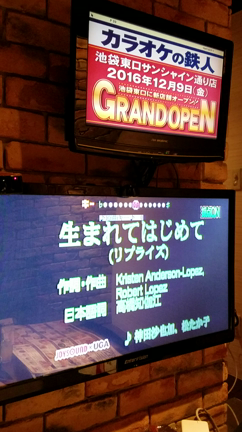 カラオケの鉄人
池袋東口サンシャイン通り店
2016年12月9日(金)
池袋東口に新店舗オープン!
GRAND OPEN
生まれてはじめて
(リプライズ)
作詞・作曲 Kristen Anderson-Lopez,
Robert Lopez
日本語詞 高橋知伽江
♪ 神田沙也加、松たか子
JOYSOUND × UGA